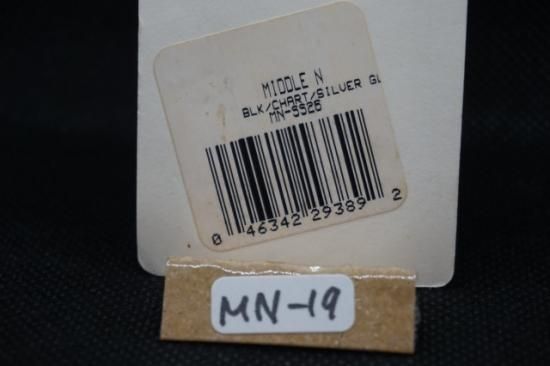 MIDDLE N
BLK/CHART/SILVER GL
MN-5526
0 46342 29389 2
MN-19